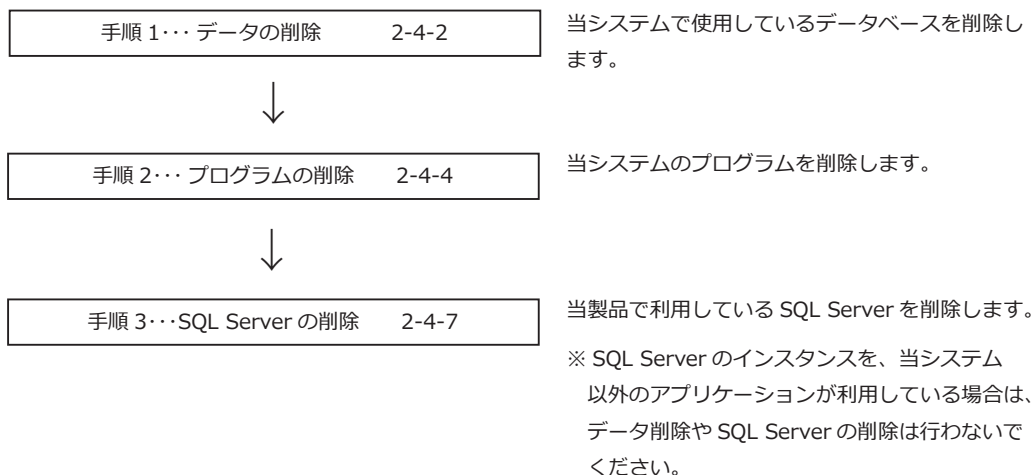 手順 1･･･ データの削除 2-4-2
当システムで使用しているデータベースを削除し
ます。
↓
手順 2･･･ プログラムの削除 2-4-4
当システムのプログラムを削除します。
↓
手順 3･･･SQL Server の削除 2-4-7
当製品で利用している SQL Server を削除します。
※ SQL Server のインスタンスを、当システム
以外のアプリケーションが利用している場合は、
データ削除や SQL Server の削除は行わないで
ください。